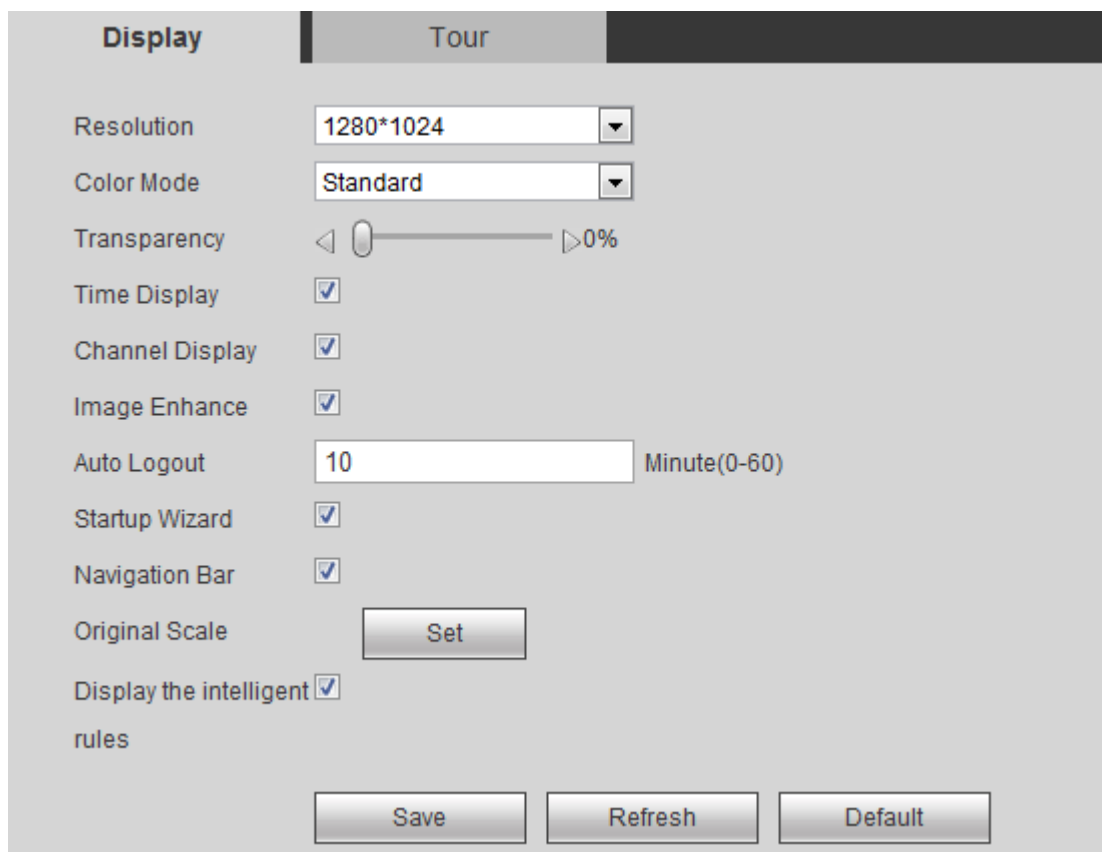 Display Tour
Resolution 1280*1024
Color Mode Standard
Transparency 0%
Time Display
Channel Display
Image Enhance
Auto Logout 10 Minute(0-60)
Startup Wizard
Navigation Bar
Original Scale Set
Display the intelligent
rules
Save Refresh Default